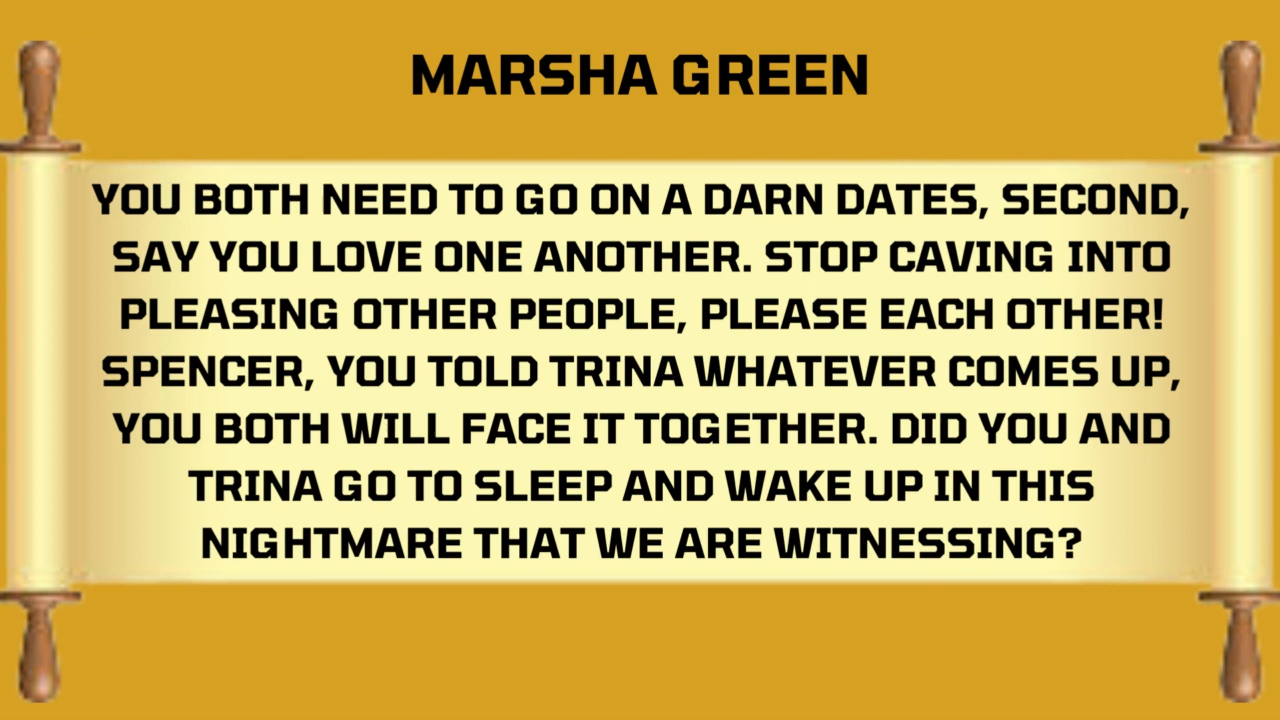 MARSHA GREEN
YOU BOTH NEED TO GO ON A DARN DATES, SECOND,
SAY YOU LOVE ONE ANOTHER. STOP CAVING INTO
PLEASING OTHER PEOPLE, PLEASE EACH OTHER!
SPENCER, YOU TOLD TRINA WHATEVER COMES UP,
YOU BOTH WILL FACE IT TOGETHER. DID YOU AND
TRINA GO TO SLEEP AND WAKE UP IN THIS
NIGHTMARE THAT WE ARE WITNESSING?